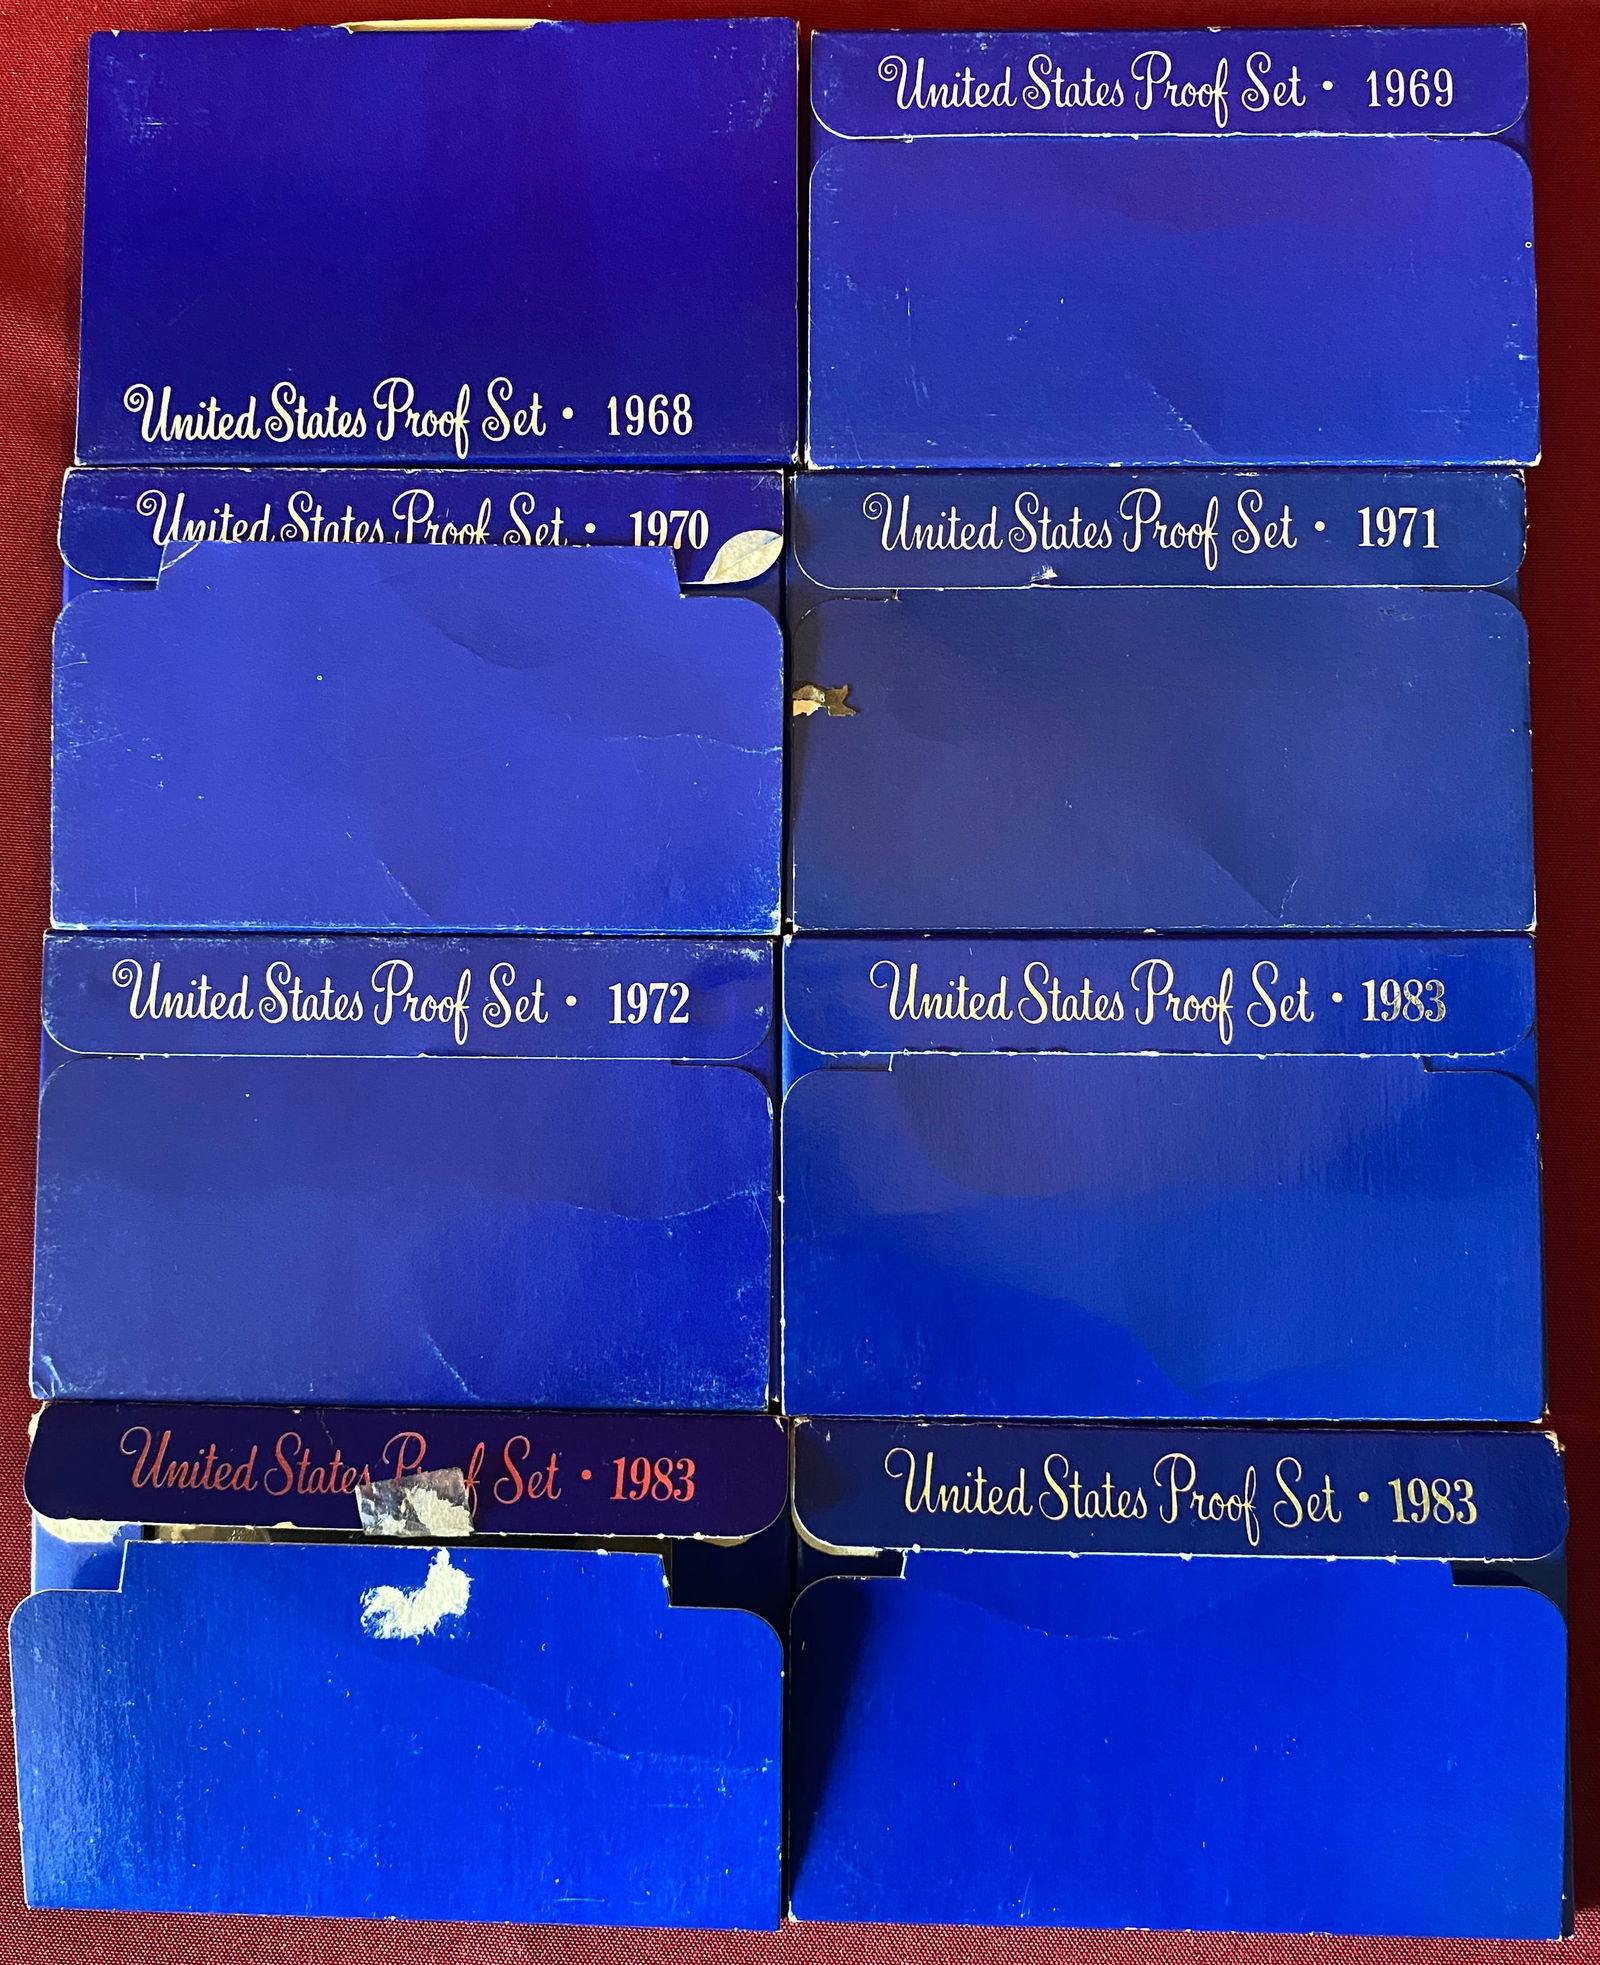 United States Proof Set · 1968
United States Proof Set · 1969
United States Proof Set · 1970
United States Proof Set · 1971
United States Proof Set · 1972
United States Proof Set · 1983
United States Proof Set · 1983
United States Proof Set · 1983